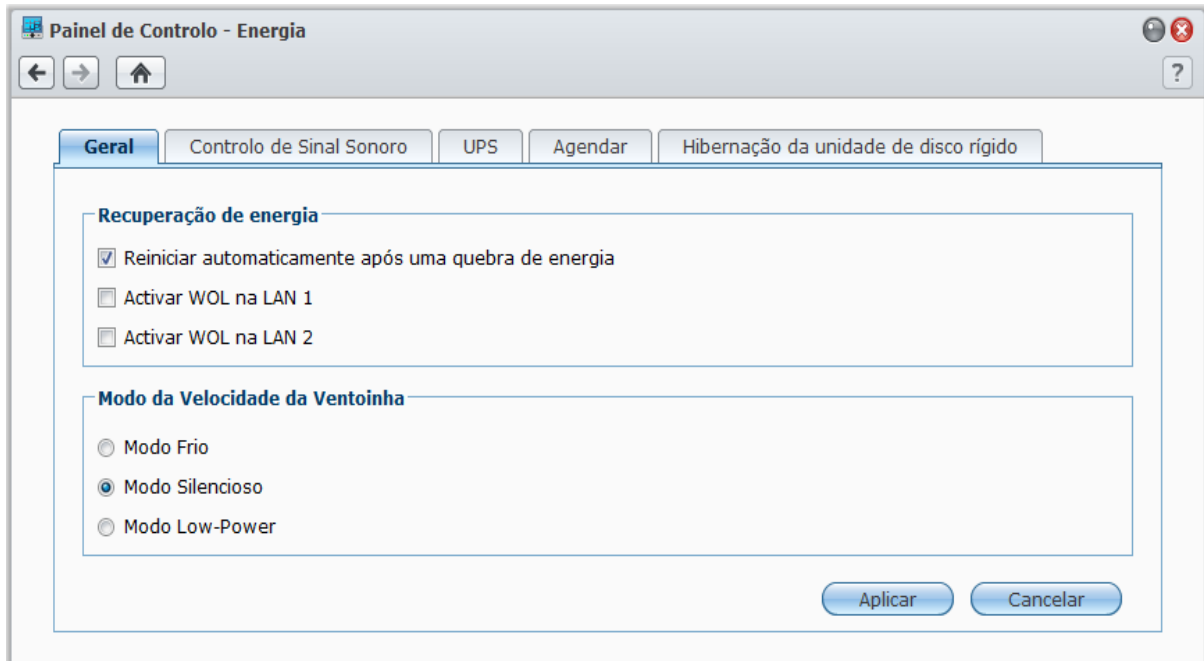 Painel de Controlo - Energia
?
Geral Controlo de Sinal Sonoro UPS Agendar Hibernação da unidade de disco rígido
Recuperação de energia
Reiniciar automaticamente após uma quebra de energia
Activar WOL na LAN 1
Activar WOL na LAN 2
Modo da Velocidade da Ventoinha
Modo Frio
Modo Silencioso
Modo Low-Power
Aplicar Cancelar